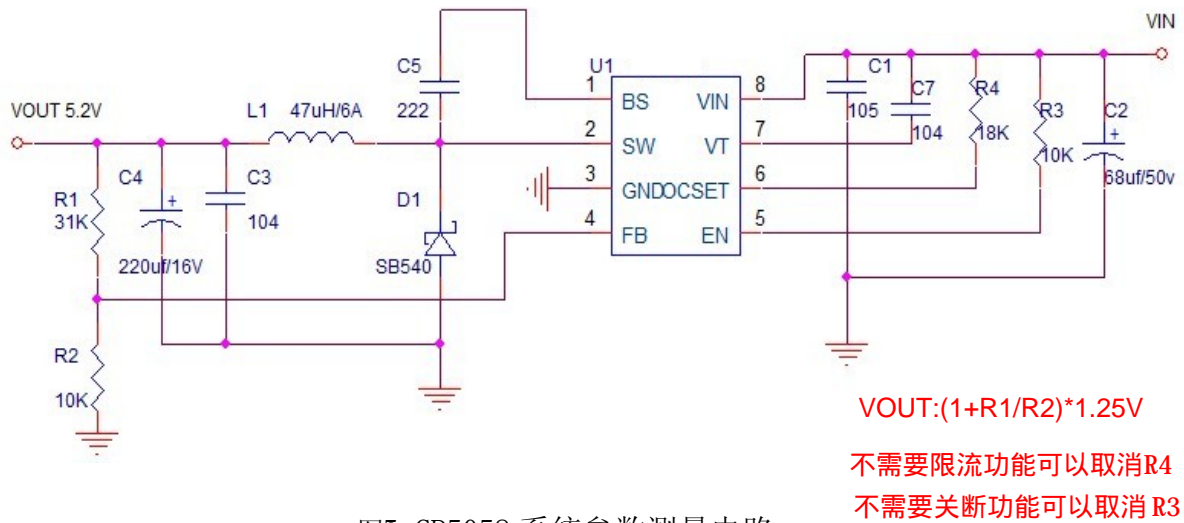 VIN
C5
222
U1
1
BS
VIN
8
C1
105
C7
104
R4
18K
R3
10K
C2
+
68uf/50v
VOUT 5.2V
L1
47uH/6A
2
SW
VT
7
3
GND
OCSET
6
4
FB
EN
5
R1
31K
C4
+
220uf/16V
C3
104
D1
SB540
R2
10K
VOUT:(1+R1/R2)*1.25V
不需要限流功能可以取消R4
不需要关断功能可以取消 R3